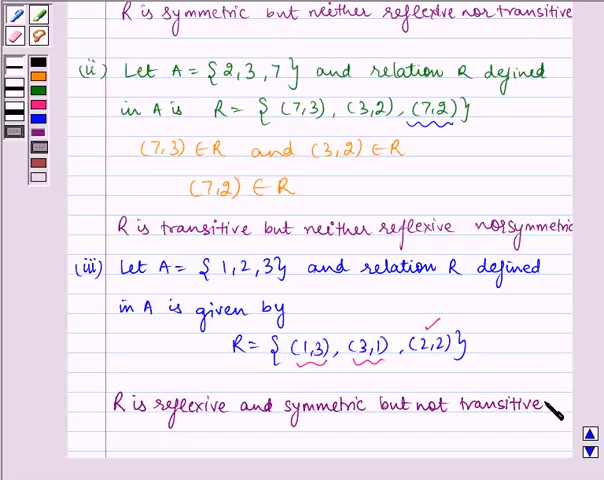 R is symmetric but neither reflexive nor transitive
(ii) Let A = {2, 3, 7} and relation R defined
in A is R = {(7,3), (3,2), (7,2)}
(7,3) ∈ R and (3,2) ∈ R
(7,2) ∈ R
R is transitive but neither reflexive nor symmetric
(iii) Let A = {1, 2, 3} and relation R defined
in A is given by
R = {(1,3), (3,1), (2,2)}
R is reflexive and symmetric but not transitive